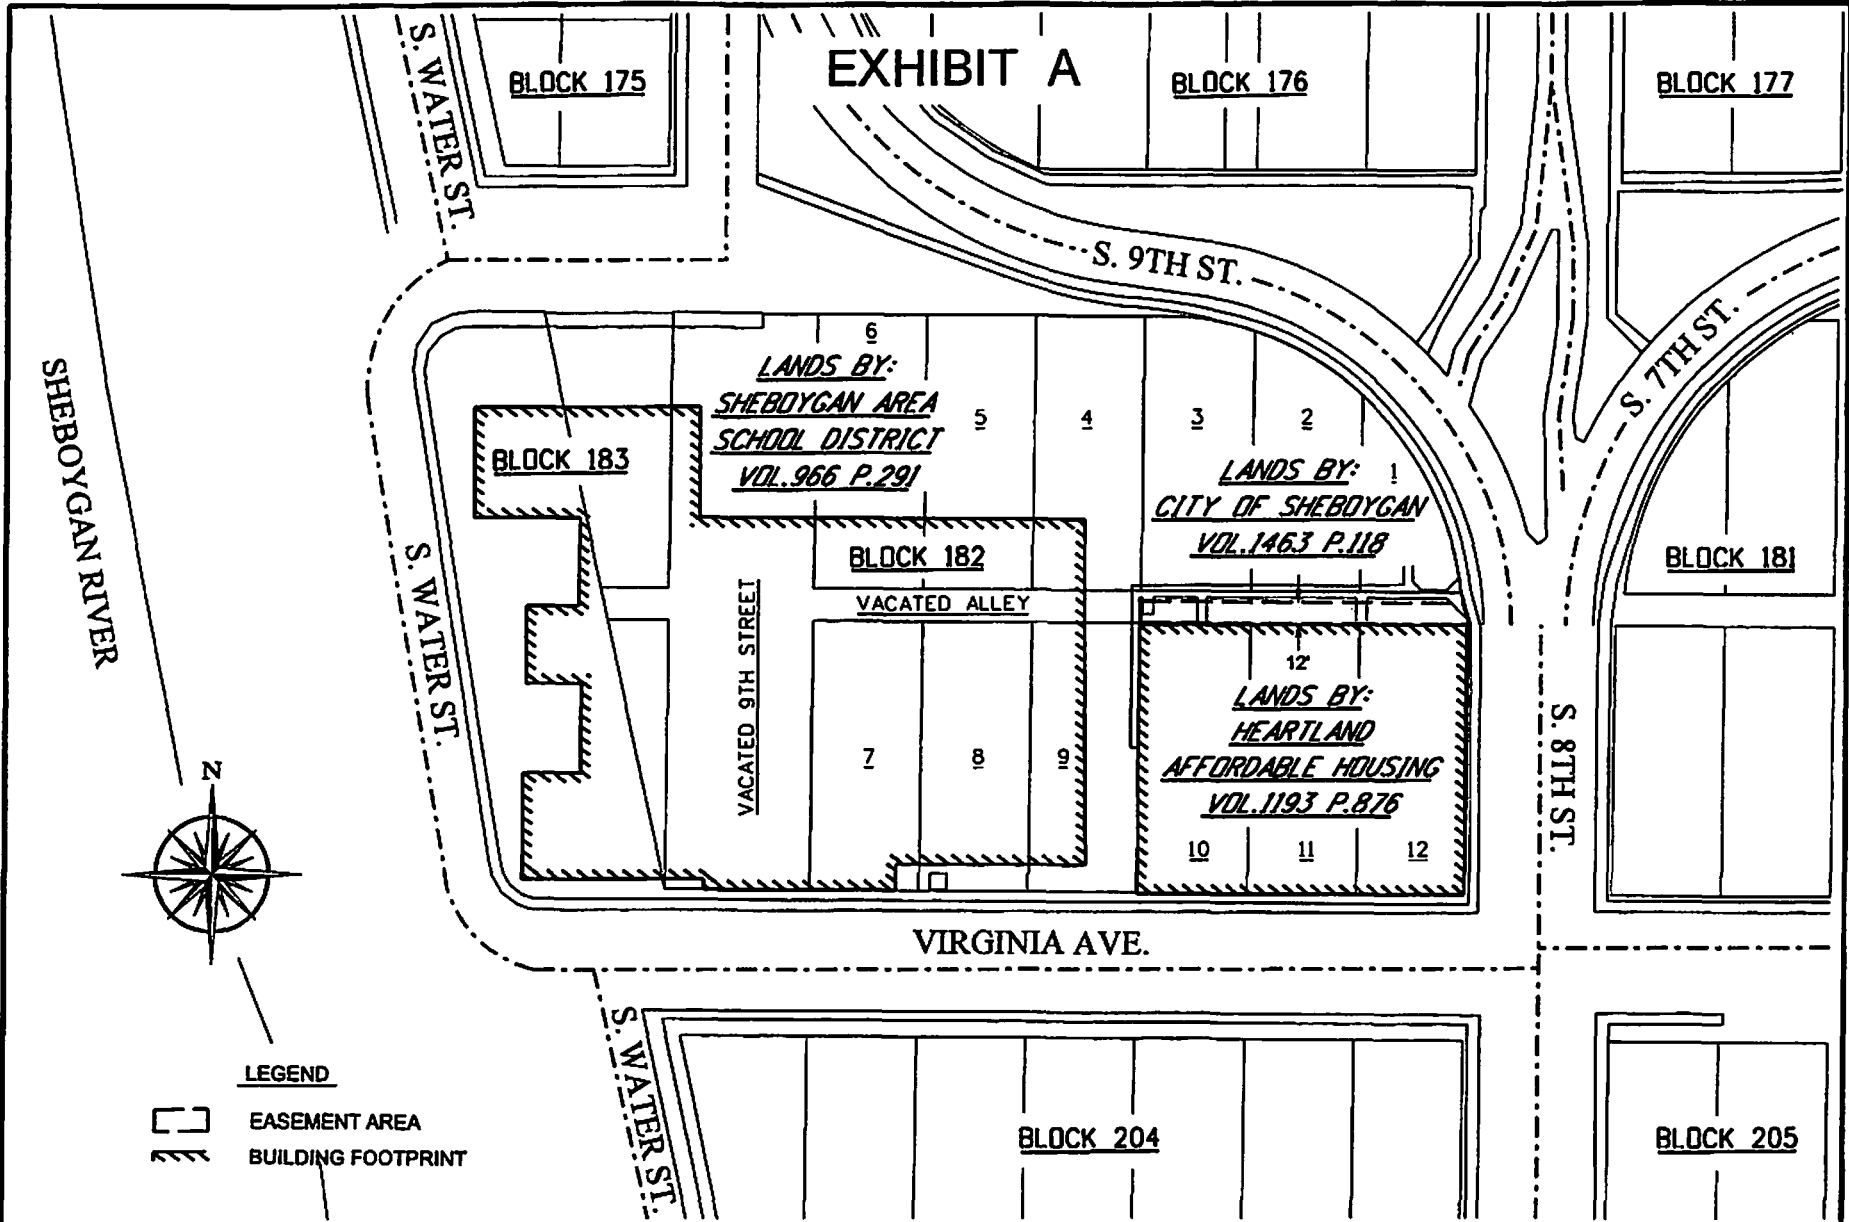 EXHIBIT A
BLOCK 175
BLOCK 176
BLOCK 177
S. WATER ST.
S. 9TH ST.
S. 7TH ST.
SHEBOYGAN RIVER
6
LANDS BY:
SHEBOYGAN AREA
SCHOOL DISTRICT
VOL.966 P.291
5
4
3
2
1
LANDS BY:
CITY OF SHEBOYGAN
VOL.1463 P.118
BLOCK 183
BLOCK 182
BLOCK 181
S. WATER ST.
VACATED 9TH STREET
VACATED ALLEY
12'
LANDS BY:
HEARTLAND
AFFORDABLE HOUSING
VOL.1193 P.876
7
8
9
10
11
12
S. 8TH ST.
N
VIRGINIA AVE.
S. WATER ST.
LEGEND
EASEMENT AREA
BUILDING FOOTPRINT
BLOCK 204
BLOCK 205